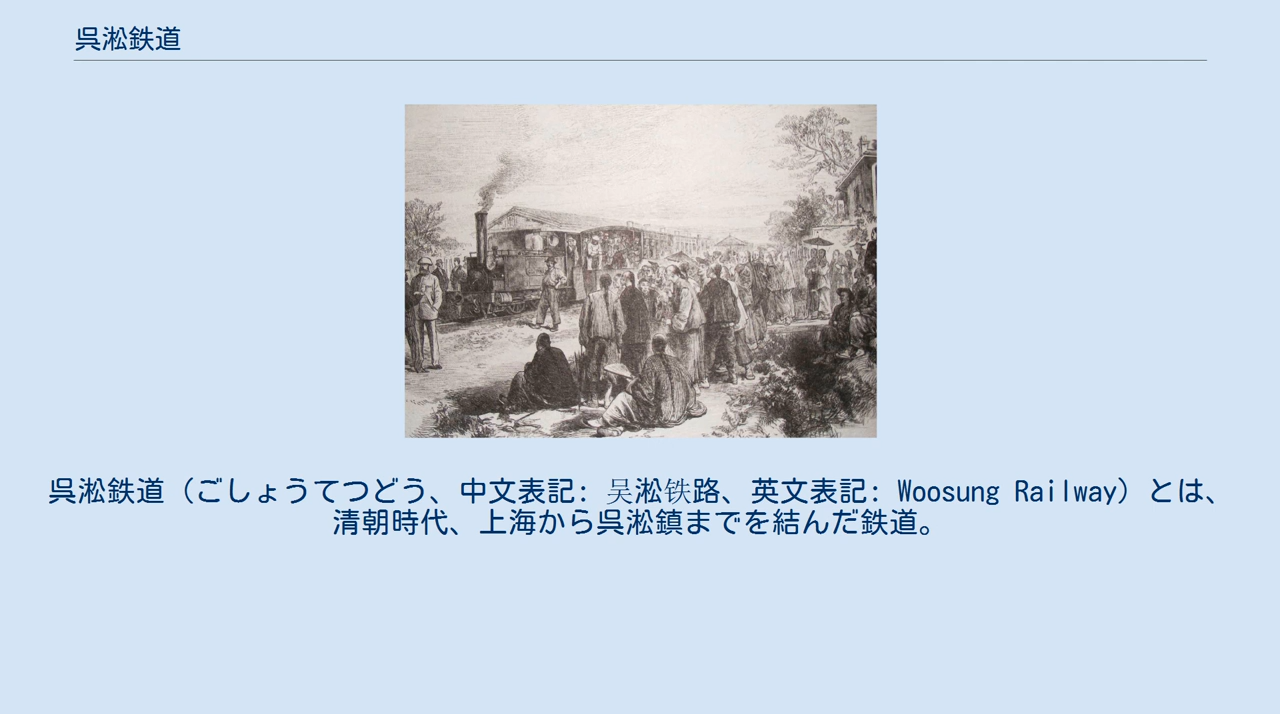 呉淞鉄道
呉淞鉄道（ごしょうてつどう、中文表記: 吴淞铁路、英文表記: Woosung Railway）とは、
清朝時代、上海から呉淞鎮までを結んだ鉄道。